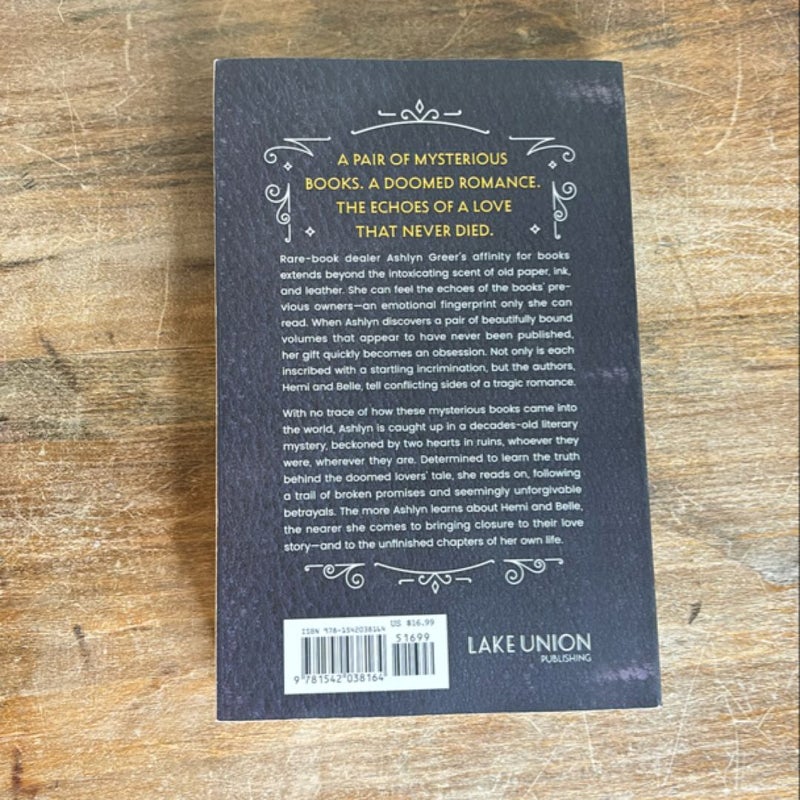 A PAIR OF MYSTERIOUS
BOOKS. A DOOMED ROMANCE.
THE ECHOES OF A LOVE
THAT NEVER DIED.
Rare-book dealer Ashlyn Greer's affinity for books
extends beyond the intoxicating scent of old paper, ink,
and leather. She can feel the echoes of the books' pre-
vious owners—an emotional fingerprint only she can
read. When Ashlyn discovers a pair of beautifully bound
volumes that appear to have never been published,
her gift quickly becomes an obsession. Not only is each
inscribed with a startling incrimination, but the authors,
Hemi and Belle, tell conflicting sides of a tragic romance.
With no trace of how these mysterious books came into
the world, Ashlyn is caught up in a decades-old literary
mystery, beckoned by two hearts in ruins, whoever they
were, wherever they are. Determined to learn the truth
behind the doomed lovers' tale, she reads on, following
a trail of broken promises and seemingly unforgivable
betrayals. The more Ashlyn learns about Hemi and Belle,
the nearer she comes to bringing closure to their love
story—and to the unfinished chapters of her own life.
ISBN 978-1542038164 US $16.99
51699
9 781542 038164
LAKE UNION
PUBLISHING